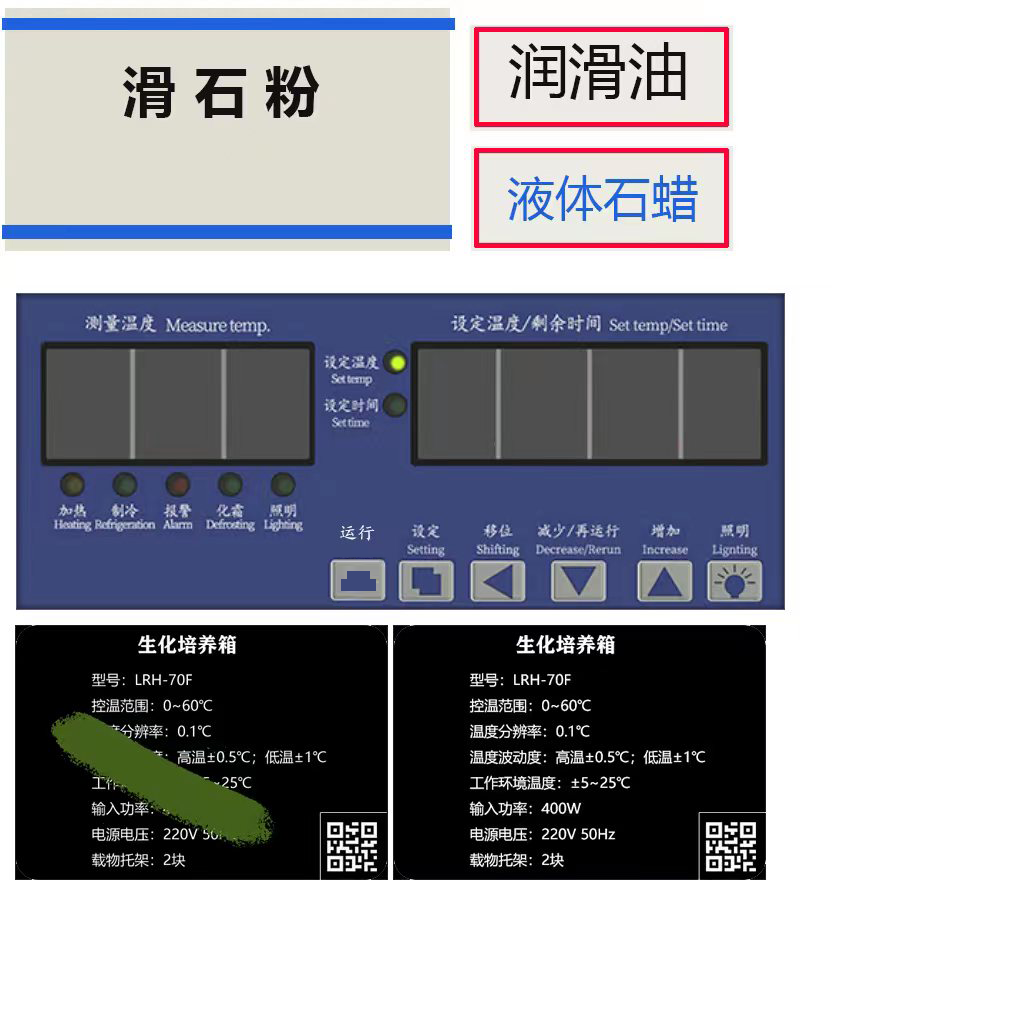 滑石粉
润滑油
液体石蜡
测量温度 Measure temp.
设定温度/剩余时间 Set temp/Set time
设定温度
Set temp
设定时间
Set time
加热 制冷 报警 化霜 照明
Heating Refrigeration Alarm Defrosting Lighting
运行 设定 移位 减少/再运行 增加 照明
Setting Shifting Decrease/Rerun Increase Lignting
生化培养箱
型号：LRH-70F
控温范围：0~60℃
度分辨率：0.1℃
度：高温±0.5℃；低温±1℃
工作 5~25℃
输入功率：
电源电压：220V 50
载物托架：2块
生化培养箱
型号：LRH-70F
控温范围：0~60℃
温度分辨率：0.1℃
温度波动度：高温±0.5℃；低温±1℃
工作环境温度：±5~25℃
输入功率：400W
电源电压：220V 50Hz
载物托架：2块